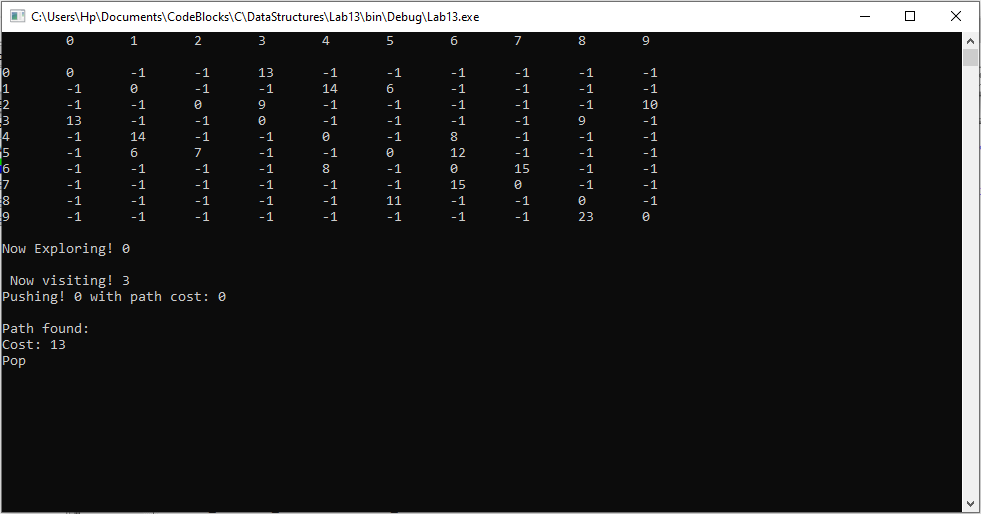 C:\Users\Hp\Documents\CodeBlocks\C\DataStructures\Lab13\bin\Debug\Lab13.exe
0 1 2 3 4 5 6 7 8 9
0 0 -1 -1 13 -1 -1 -1 -1 -1 -1
1 -1 0 -1 -1 14 6 -1 -1 -1 -1
2 -1 -1 0 9 -1 -1 -1 -1 -1 10
3 13 -1 -1 0 -1 -1 -1 -1 9 -1
4 -1 14 -1 -1 0 -1 8 -1 -1 -1
5 -1 6 7 -1 -1 0 12 -1 -1 -1
6 -1 -1 -1 -1 8 -1 0 15 -1 -1
7 -1 -1 -1 -1 -1 -1 15 0 -1 -1
8 -1 -1 -1 -1 -1 11 -1 -1 0 -1
9 -1 -1 -1 -1 -1 -1 -1 -1 23 0
Now Exploring! 0
Now visiting! 3
Pushing! 0 with path cost: 0
Path found:
Cost: 13
Pop